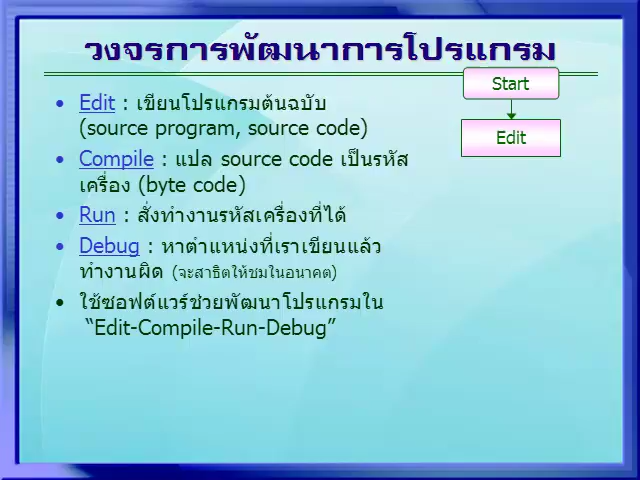 วงจรการพัฒนาการโปรแกรม
Start
Edit
• Edit : เขียนโปรแกรมต้นฉบับ
(source program, source code)
• Compile : แปล source code เป็นรหัส
เครื่อง (byte code)
• Run : สั่งทำงานรหัสเครื่องที่ได้
• Debug : หาตำแหน่งที่เราเขียนแล้ว
ทำงานผิด (จะสาธิตให้ชมในอนาคต)
• ใช้ซอฟต์แวร์ช่วยพัฒนาโปรแกรมใน
“Edit-Compile-Run-Debug”